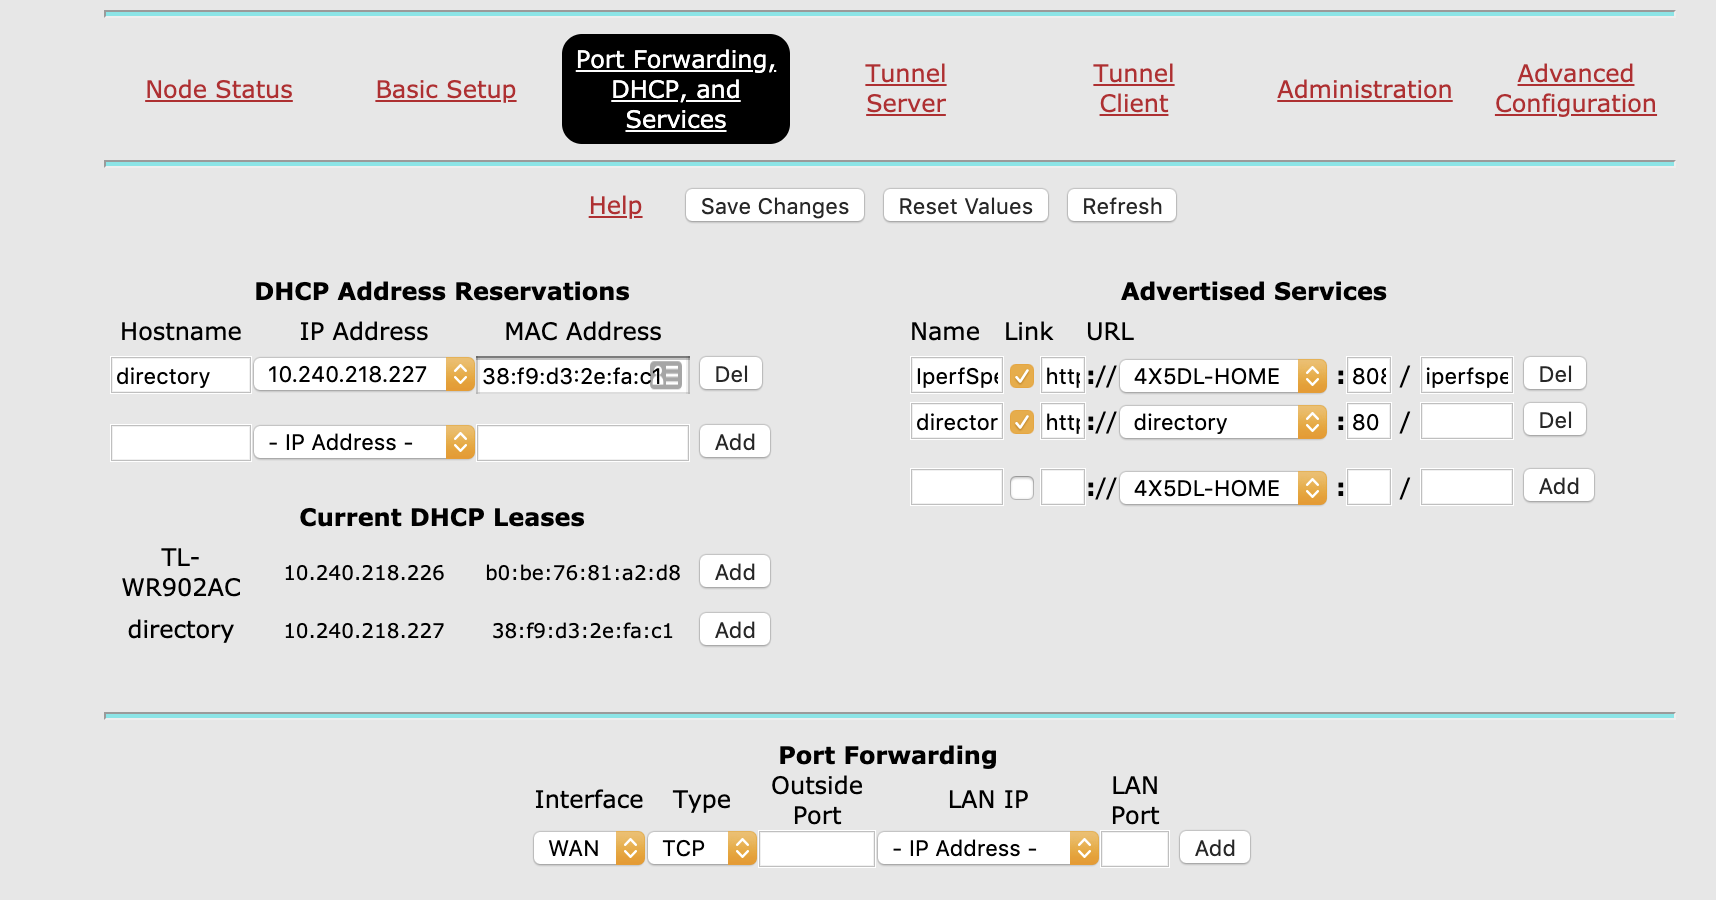 Node Status
Basic Setup
Port Forwarding,
DHCP, and
Services
Tunnel
Server
Tunnel
Client
Administration
Advanced
Configuration
Help
Save Changes
Reset Values
Refresh
DHCP Address Reservations
Hostname IP Address MAC Address
directory 10.240.218.227 38:f9:d3:2e:fa:c1 Del
- IP Address - Add
Current DHCP Leases
TL-
WR902AC
10.240.218.226 b0:be:76:81:a2:d8 Add
directory 10.240.218.227 38:f9:d3:2e:fa:c1 Add
Advertised Services
Name Link URL
IperfSpe http :// 4X5DL-HOME : 808 / iperfspe Del
director http :// directory : 80 / Del
:// 4X5DL-HOME : / Add
Port Forwarding
Interface
Type
Outside
Port
LAN IP
LAN
Port
WAN TCP - IP Address - Add